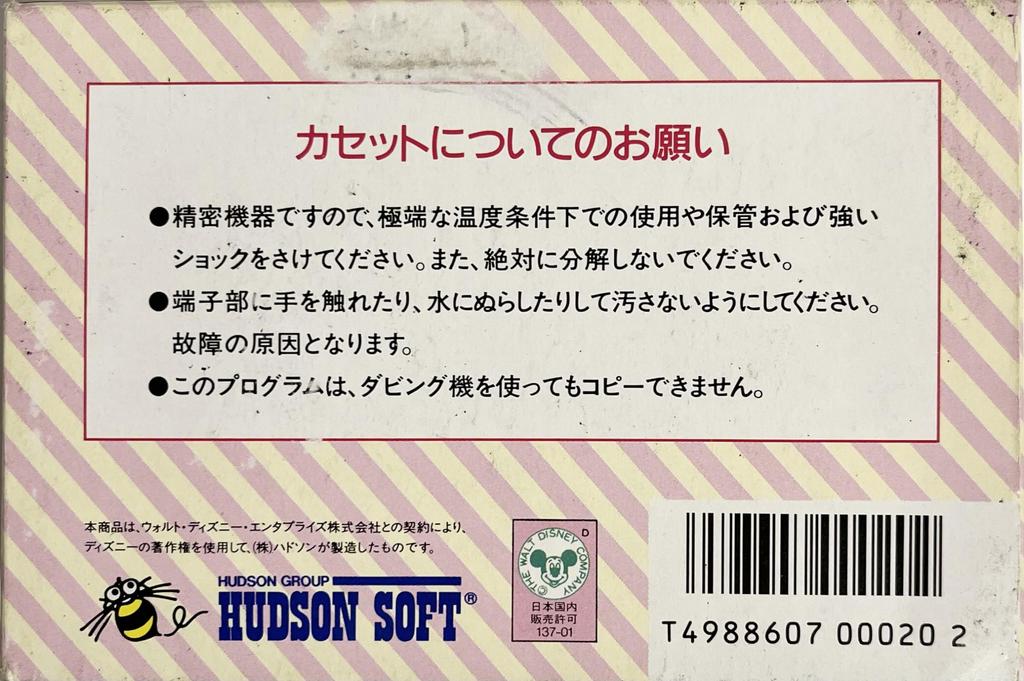 カセットについてのお願い
●精密機器ですので、極端な温度条件下での使用や保管および強い
ショックをさけてください。また、絶対に分解しないでください。
●端子部に手を触れたり、水にぬらしたりして汚さないようにしてください。
故障の原因となります。
●このプログラムは、ダビング機を使ってもコピーできません。
本商品は、ウォルト・ディズニー・エンタプライズ株式会社との契約により、
ディズニーの著作権を使用して、(株)ハドソンが製造したものです。
HUDSON GROUP
HUDSON SOFT®
D
©THE WALT DISNEY COMPANY
日本国内
販売許可
137-01
T4988607 00020 2